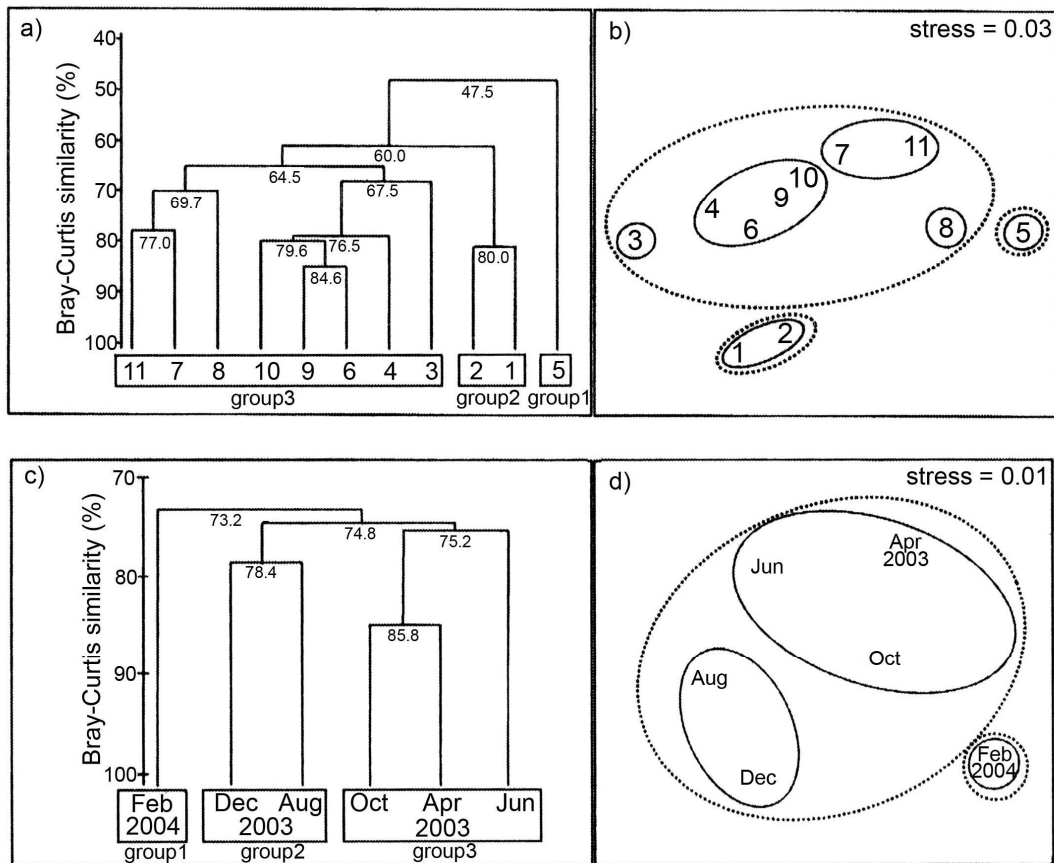 a)
Bray-Curtis similarity (%)
40
50
60
70
80
90
100
47.5
60.0
64.5
67.5
69.7
77.0
76.5
79.6
84.6
80.0
11 7 8 10 9 6 4 3 2 1 5
group3 group2 group1
b)
stress = 0.03
7 11
10
9
4
6
3
8
5
2
1
c)
Bray-Curtis similarity (%)
70
80
90
100
73.2
74.8
75.2
78.4
85.8
Feb Dec Aug Oct Apr Jun
2004 2003 2003
group1 group2 group3
d)
stress = 0.01
Apr
2003
Jun
Oct
Aug
Dec
Feb
2004